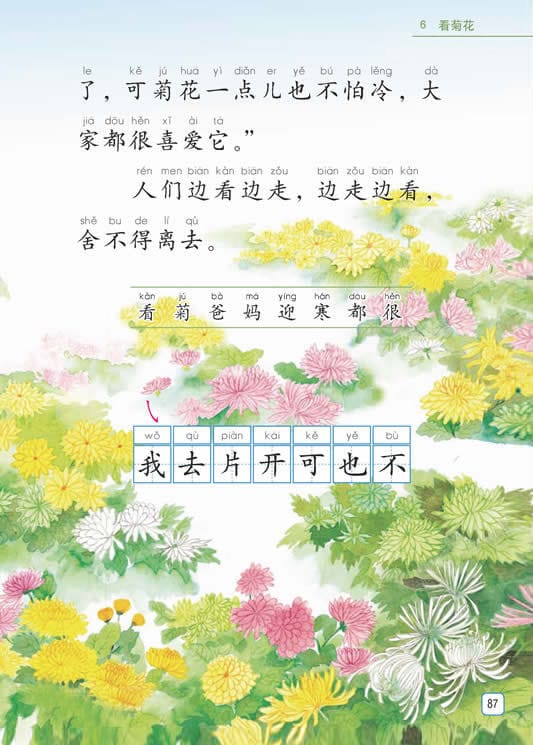 6 看菊花
le kě jú huā yì diǎn er yě bú pà lěng dà
了，可菊花一点儿也不怕冷，大
jiā dōu hěn xǐ ài tā
家都很喜爱它。”
rén men biān kàn biān zǒu biān zǒu biān kàn
人们边看边走，边走边看，
shě bu de lí qù
舍不得离去。
kàn jú bà mā yíng hán dōu hěn
看 菊 爸 妈 迎 寒 都 很
wǒ qù piàn kāi kě yě bù
我 去 片 开 可 也 不
87